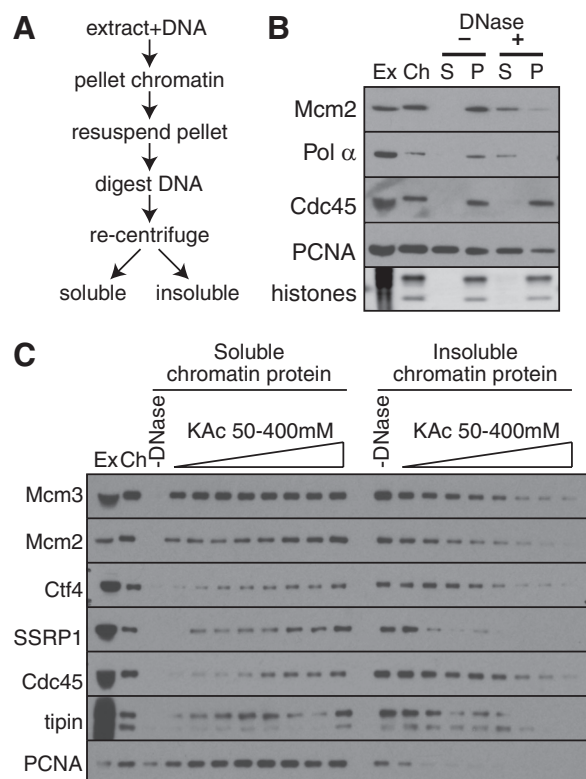 A
extract+DNA
pellet chromatin
resuspend pellet
digest DNA
re-centrifuge
soluble insoluble
B
DNase
− +
Ex Ch S P S P
Mcm2
Pol α
Cdc45
PCNA
histones
C
Soluble
chromatin protein
Insoluble
chromatin protein
-DNase KAc 50-400mM -DNase KAc 50-400mM
Ex Ch
Mcm3
Mcm2
Ctf4
SSRP1
Cdc45
tipin
PCNA